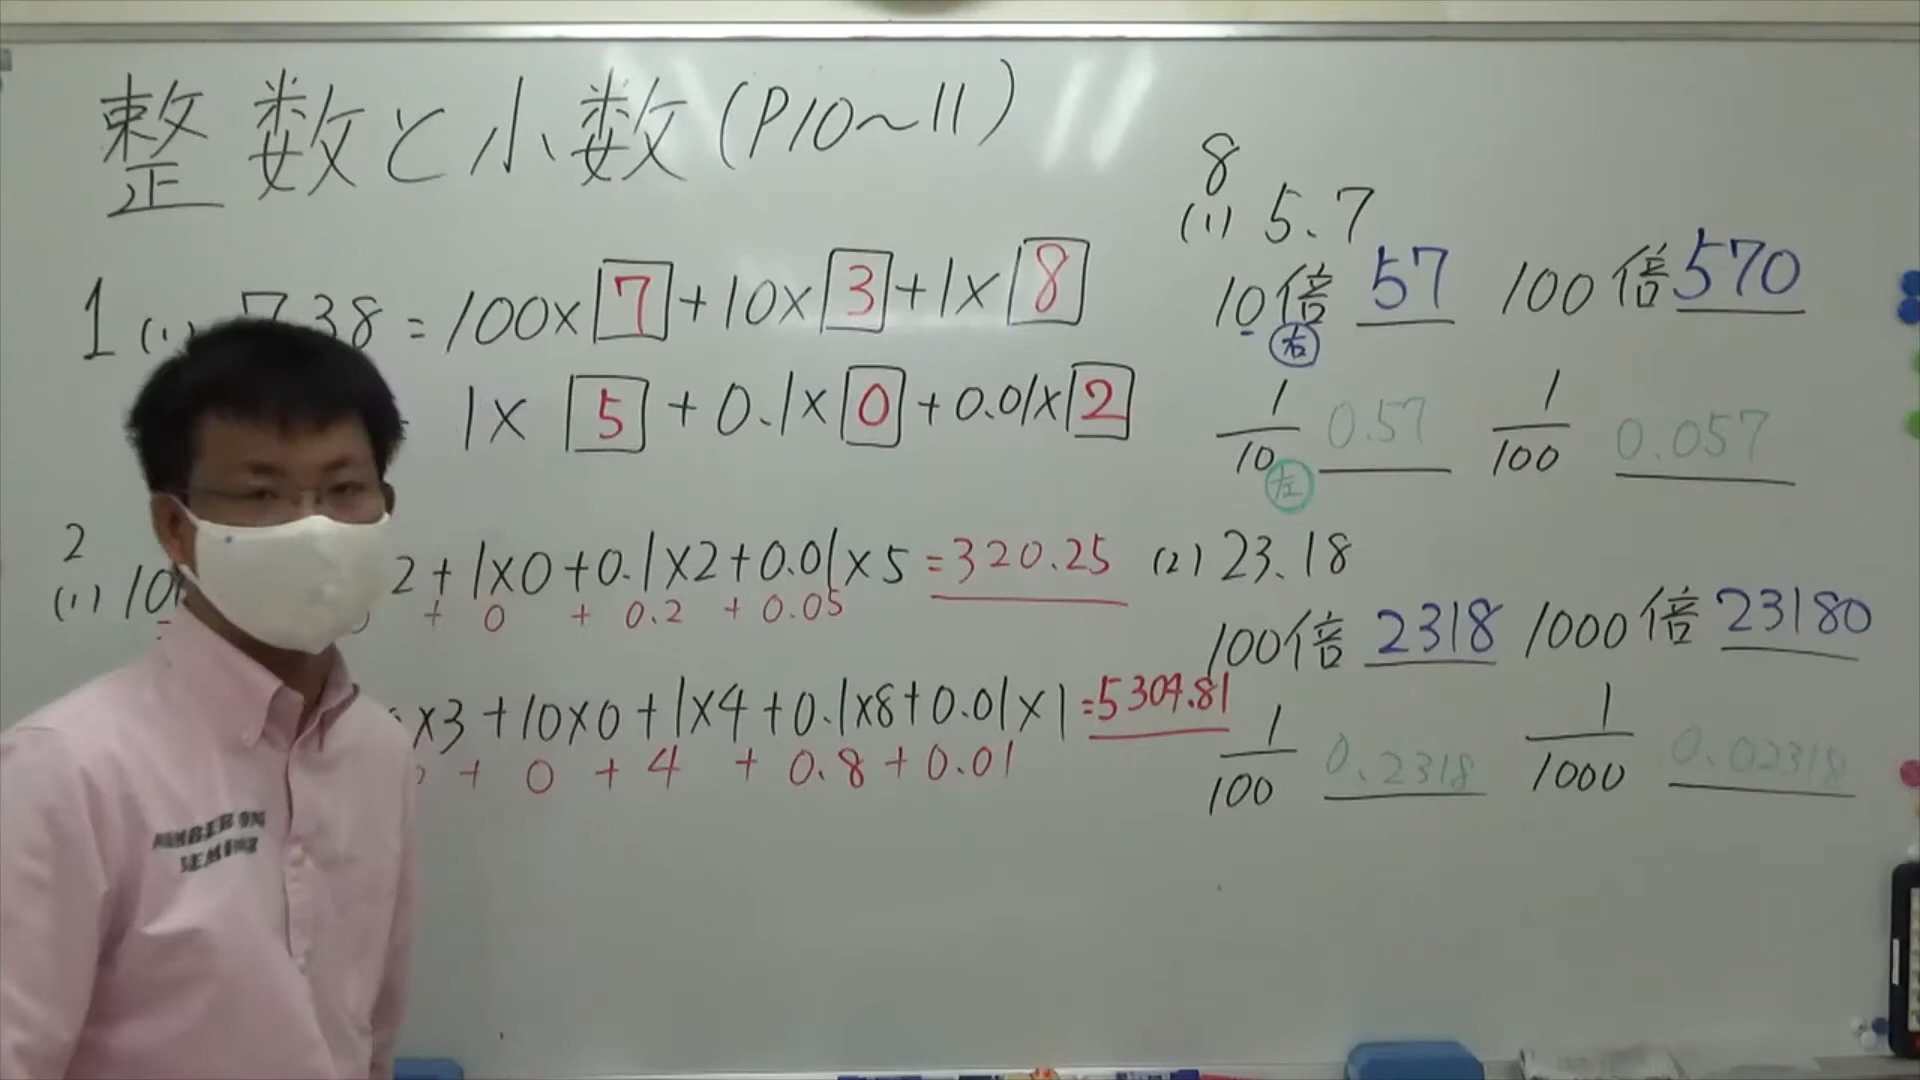 整数と小数(P10〜11)
1 (1) 738=100×7+10×3+1×8
1×5+0.1×0+0.01×2
2
(1) 10 2+1×0+0.1×2+0.01×5=320.25
+ 0 + 0.2 + 0.05
×3+10×0+1×4+0.1×8+0.01×1=5304.81
+ 0 + 4 + 0.8+0.01
8
(1) 5.7
10倍 57 100倍 570
右
1/10 0.57 1/100 0.057
左
(2) 23.18
100倍 2318 1000倍 23180
1/100 0.2318 1/1000 0.02318